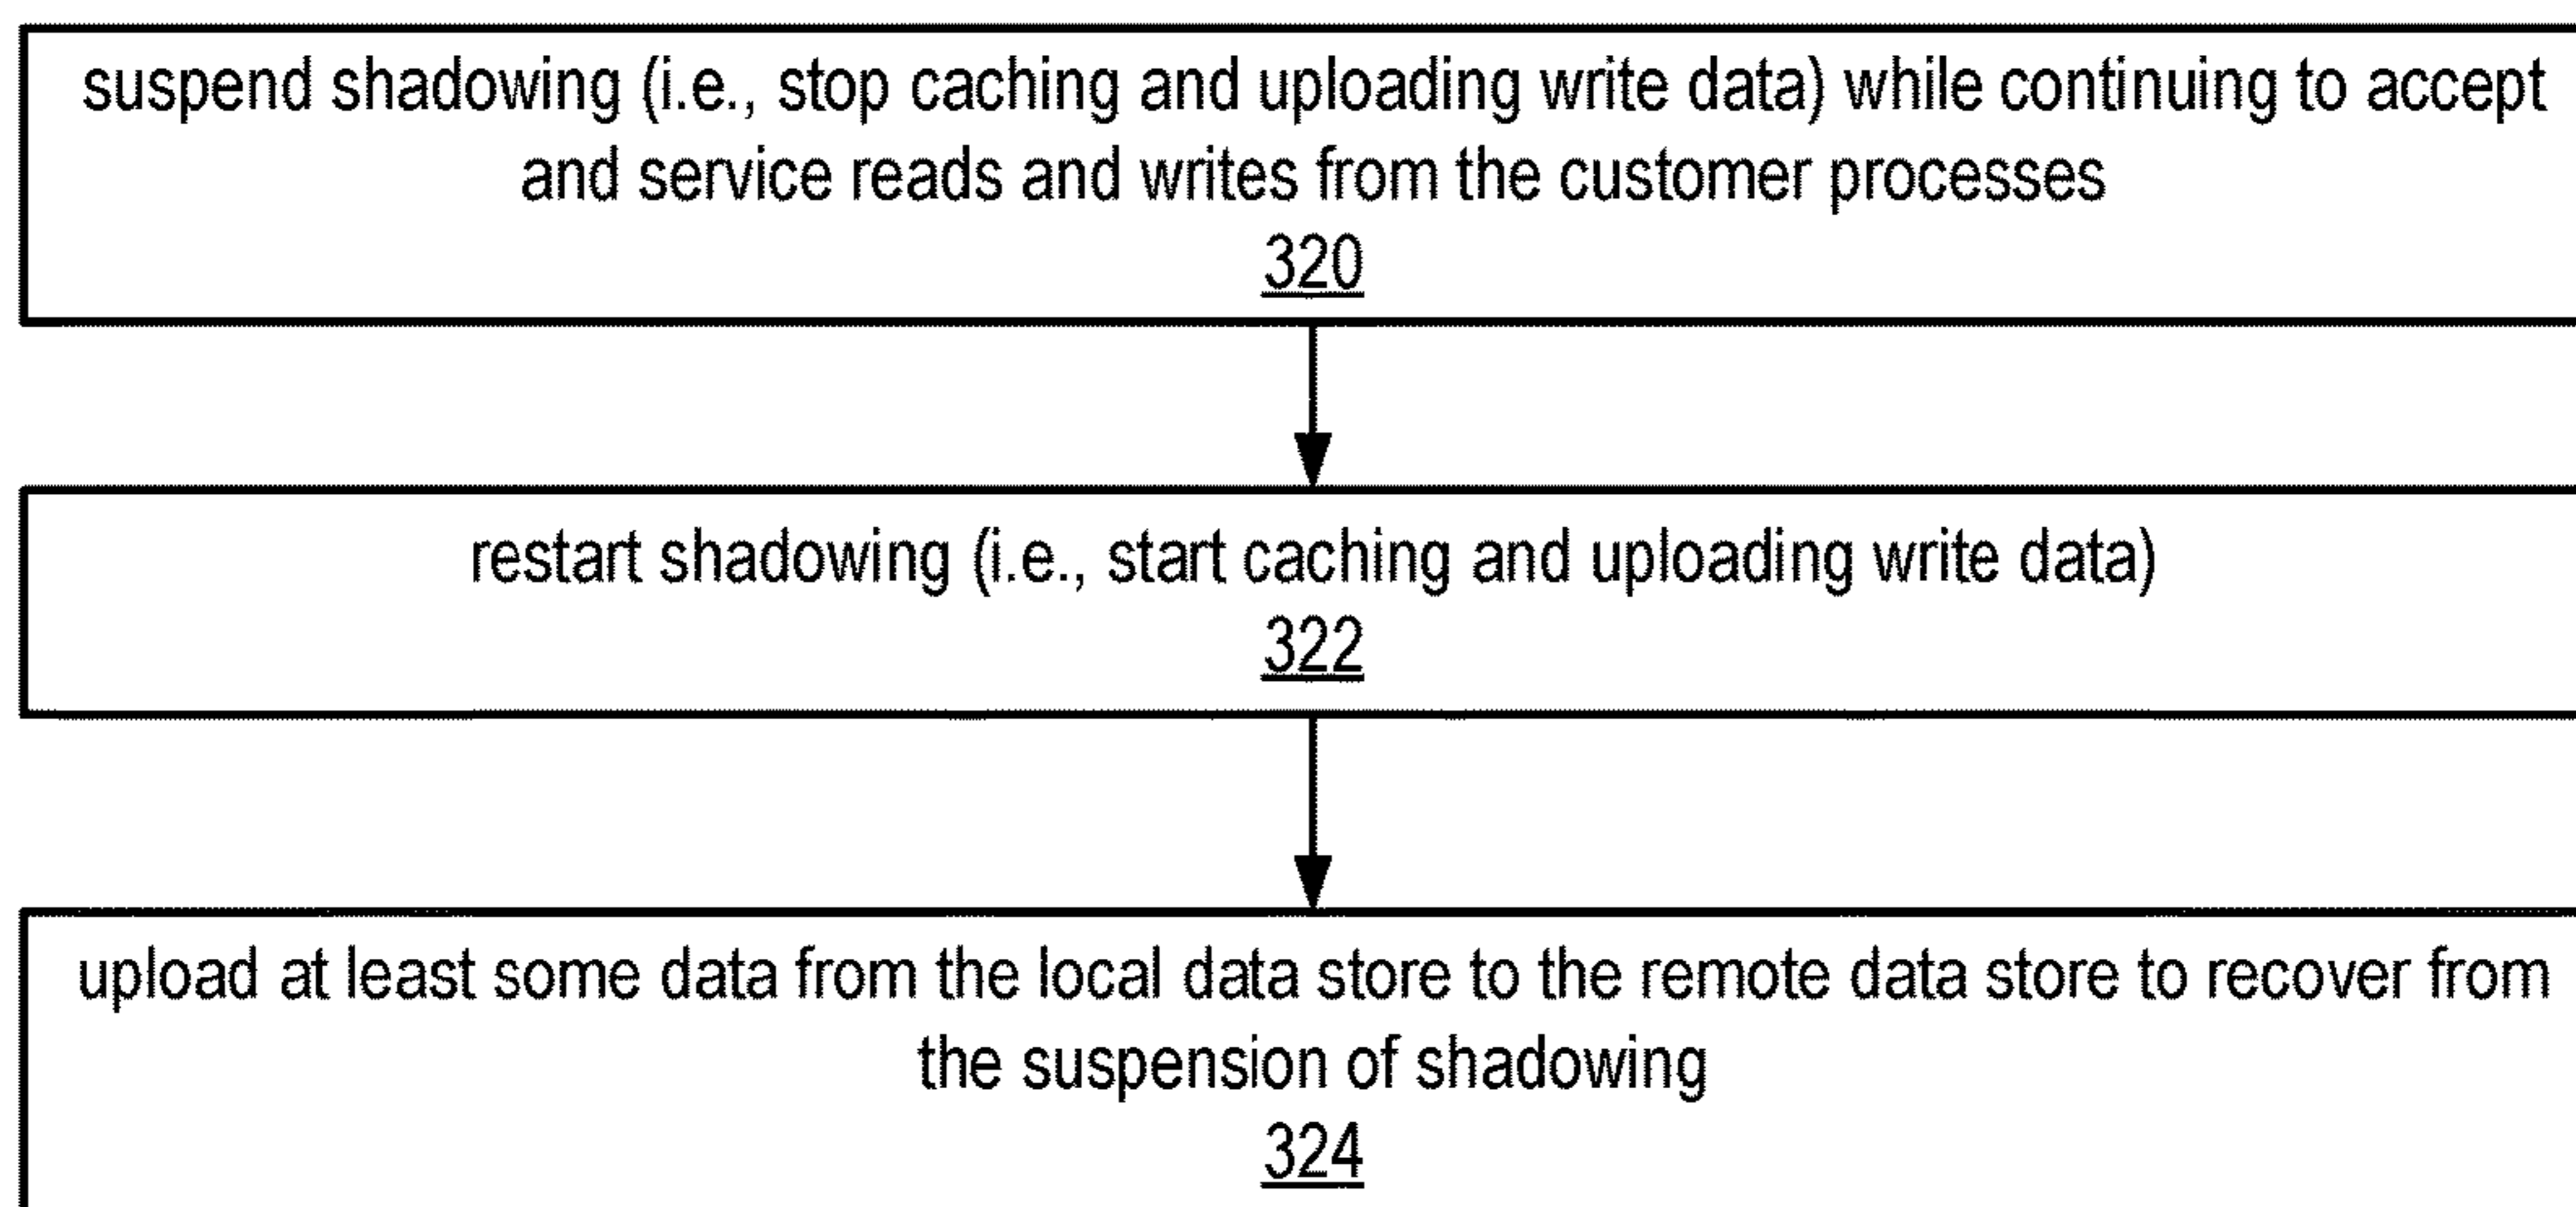 suspend shadowing (i.e., stop caching and uploading write data) while continuing to accept
and service reads and writes from the customer processes
320
restart shadowing (i.e., start caching and uploading write data)
322
upload at least some data from the local data store to the remote data store to recover from
the suspension of shadowing
324